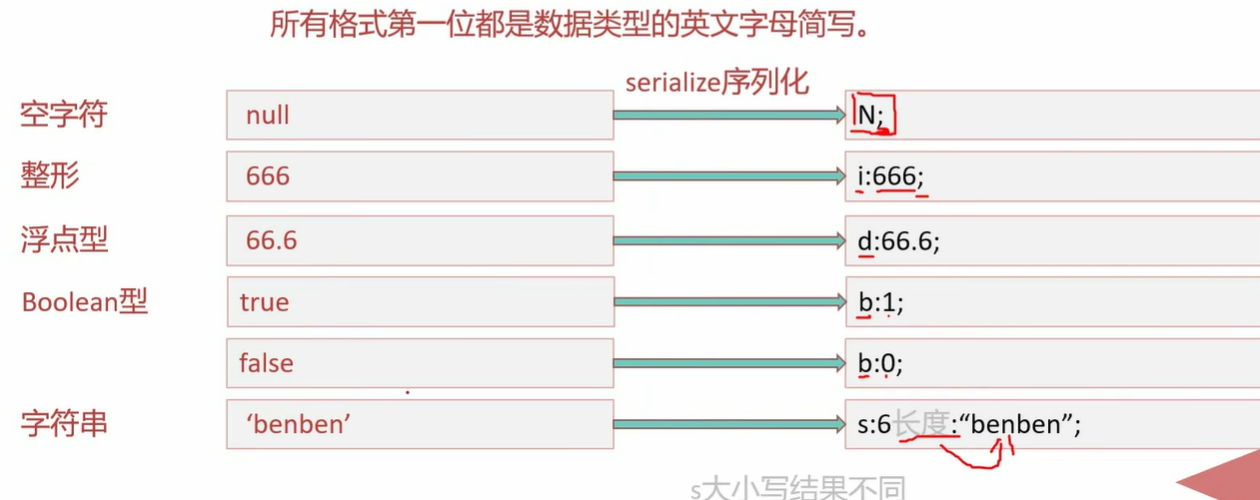 所有格式第一位都是数据类型的英文字母简写。
serialize序列化
空字符 null N;
整形 666 i:666;
浮点型 66.6 d:66.6;
Boolean型 true b:1;
false b:0;
字符串 ‘benben’ s:6长度:“benben”;
s大小写结果不同